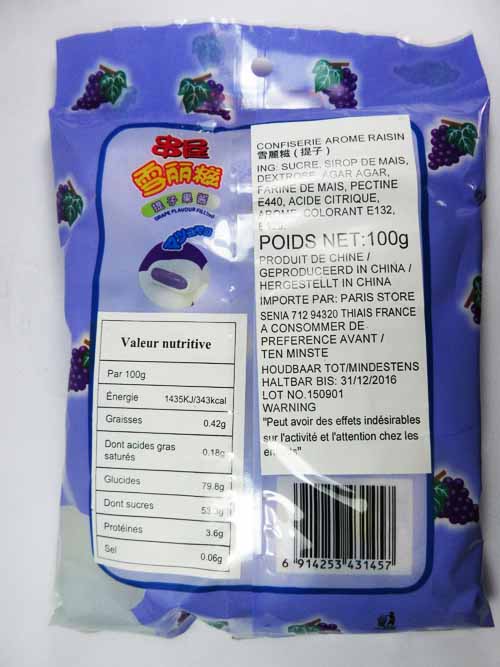 串星
雪丽糍
提子果酱
GRAPE FLAVOUR FILLING
CONFISERIE AROME RAISIN
雪麗糍 (提子)
ING: SUCRE, SIROP DE MAIS,
DEXTROSE, AGAR AGAR,
FARINE DE MAIS, PECTINE
E440, ACIDE CITRIQUE,
AROME, COLORANT E132,
POIDS NET:100g
PRODUIT DE CHINE /
GEPRODUCEERD IN CHINA /
HERGESTELLT IN CHINA
IMPORTE PAR: PARIS STORE
SENIA 712 94320 THIAIS FRANCE
A CONSOMMER DE
PREFERENCE AVANT /
TEN MINSTE
HOUDBAAR TOT/MINDESTENS
HALTBAR BIS: 31/12/2016
LOT NO.150901
WARNING
"Peut avoir des effets indésirables
sur l'activité et l'attention chez les
Valeur nutritive
Par 100g
Énergie 1435KJ/343kcal
Graisses 0.42g
Dont acides gras
saturés 0.18g
Glucides 79.8g
Dont sucres
Protéines 3.6g
Sel 0.06g
6 914253 431457